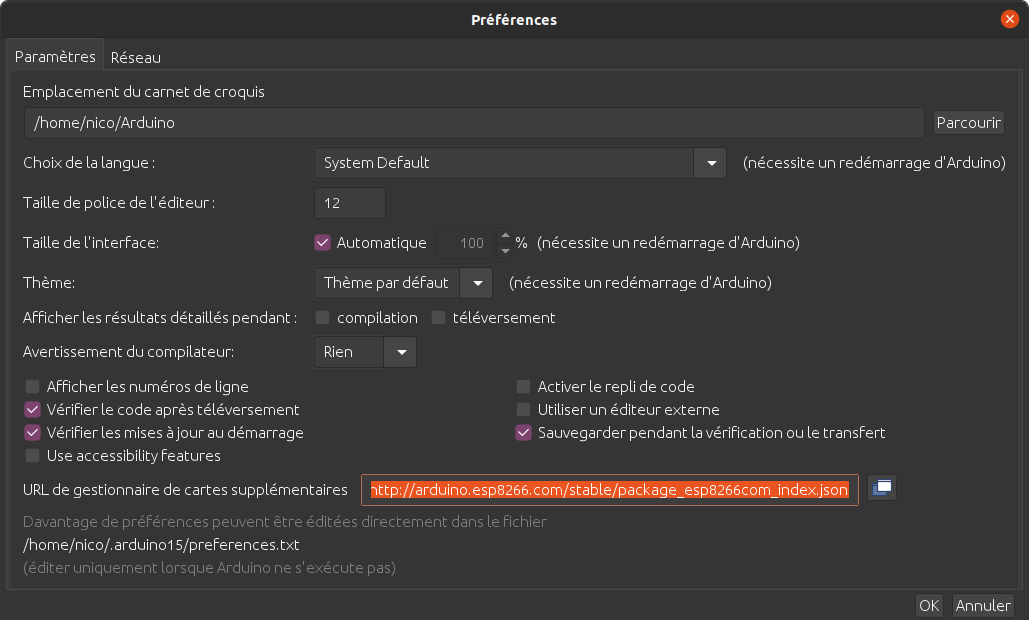 Préférences
Paramètres Réseau
Emplacement du carnet de croquis
/home/nico/Arduino Parcourir
Choix de la langue : System Default (nécessite un redémarrage d'Arduino)
Taille de police de l'éditeur : 12
Taille de l'interface: Automatique 100 % (nécessite un redémarrage d'Arduino)
Thème: Thème par défaut (nécessite un redémarrage d'Arduino)
Afficher les résultats détaillés pendant : compilation téléversement
Avertissement du compilateur: Rien
Afficher les numéros de ligne Activer le repli de code
Vérifier le code après téléversement Utiliser un éditeur externe
Vérifier les mises à jour au démarrage Sauvegarder pendant la vérification ou le transfert
Use accessibility features
URL de gestionnaire de cartes supplémentaires http://arduino.esp8266.com/stable/package_esp8266com_index.json
Davantage de préférences peuvent être éditées directement dans le fichier
/home/nico/.arduino15/preferences.txt
(éditer uniquement lorsque Arduino ne s'exécute pas)
OK Annuler